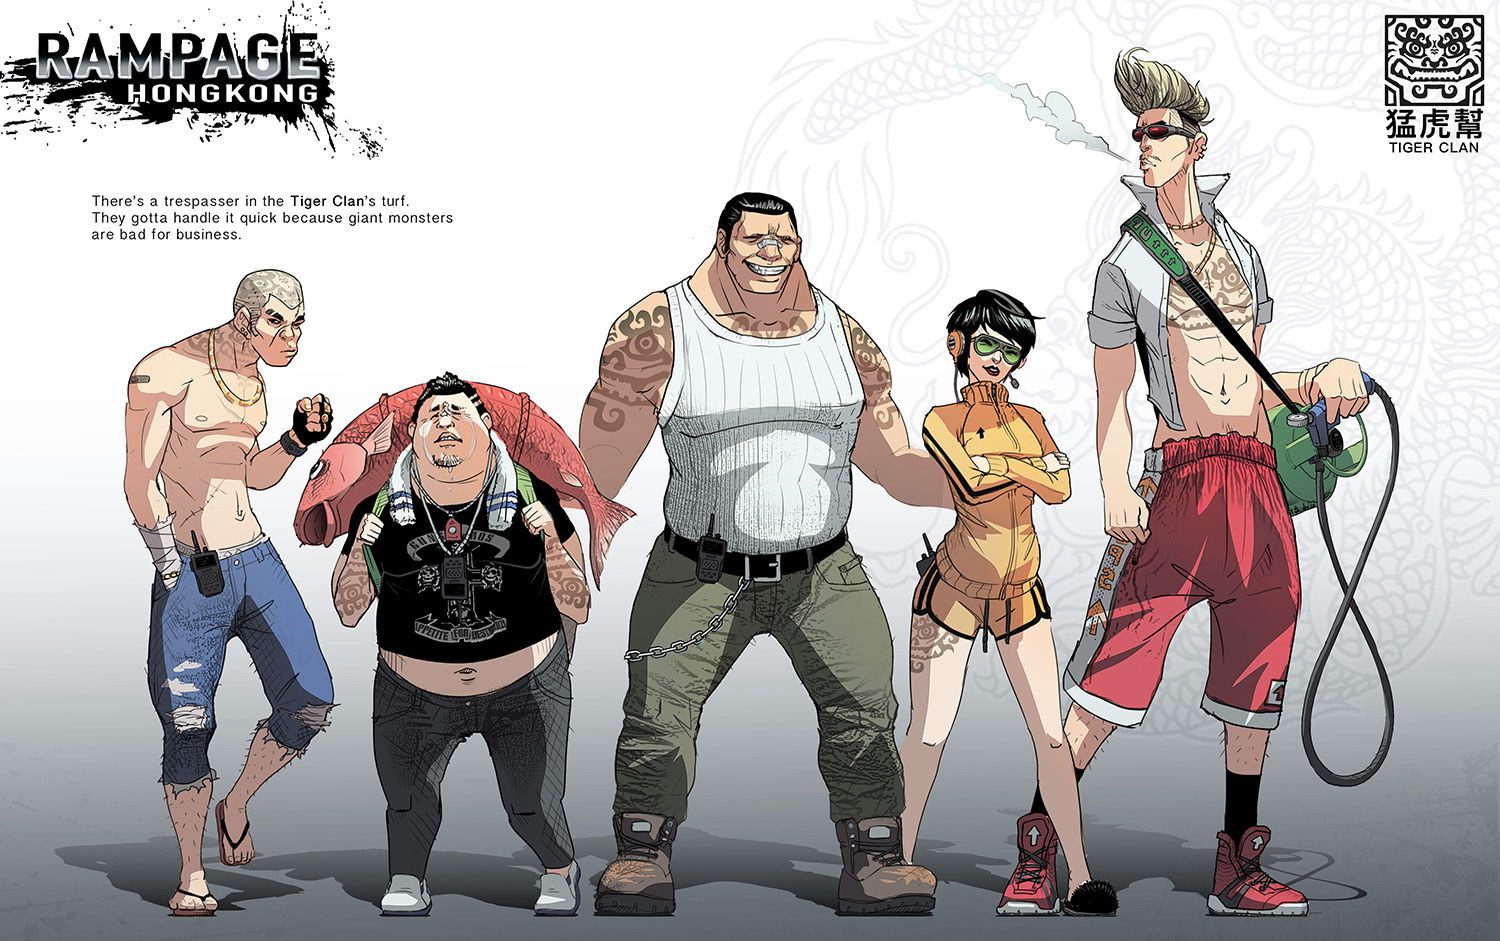 RAMPAGE
HONGKONG
猛虎幫
TIGER CLAN
There's a trespasser in the Tiger Clan's turf.
They gotta handle it quick because giant monsters
are bad for business.